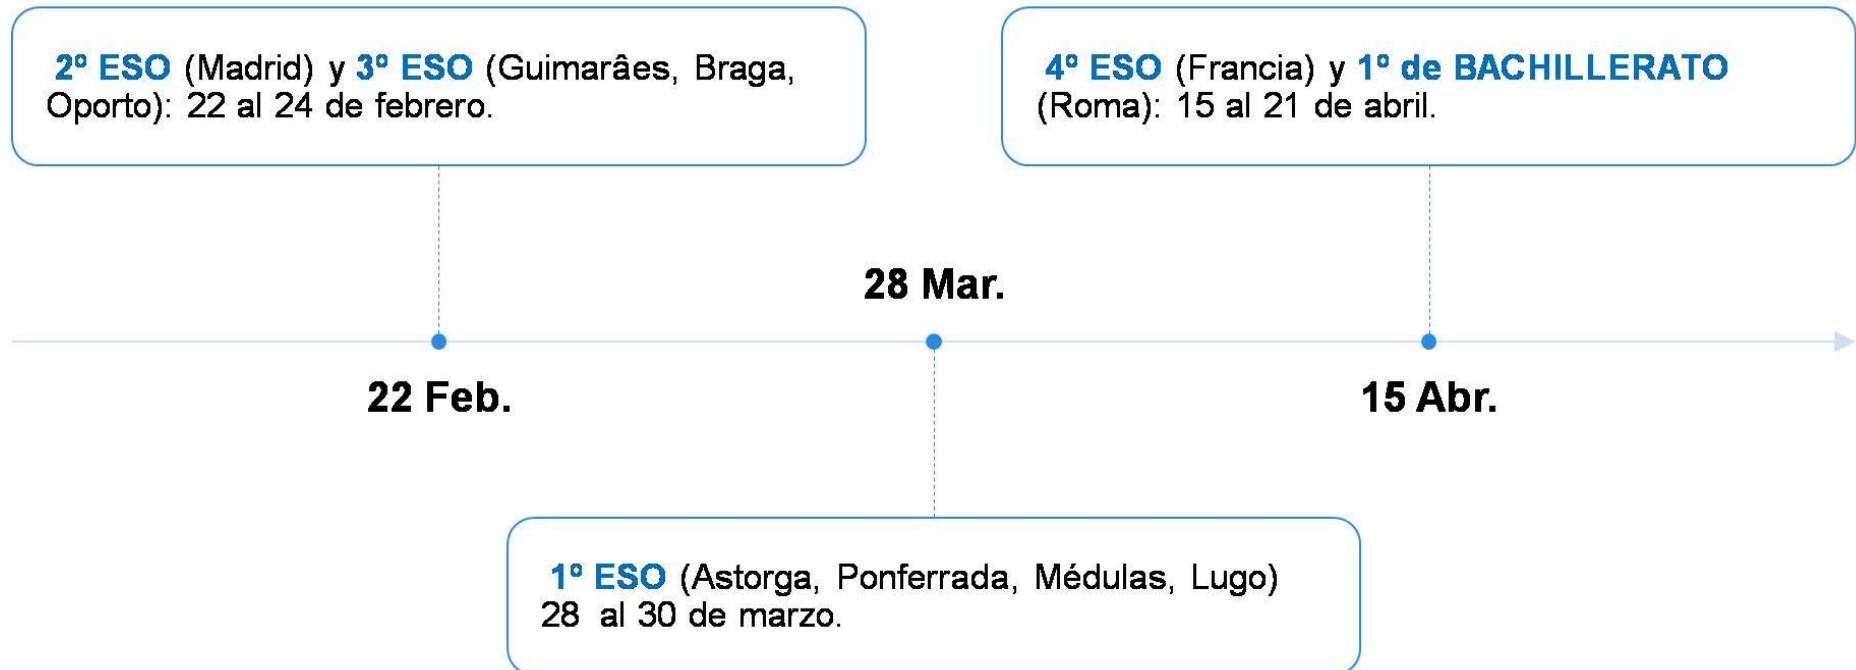 2º ESO (Madrid) y 3º ESO (Guimarâes, Braga,
Oporto): 22 al 24 de febrero.
4º ESO (Francia) y 1º de BACHILLERATO
(Roma): 15 al 21 de abril.
28 Mar.
22 Feb.
15 Abr.
1º ESO (Astorga, Ponferrada, Médulas, Lugo)
28 al 30 de marzo.